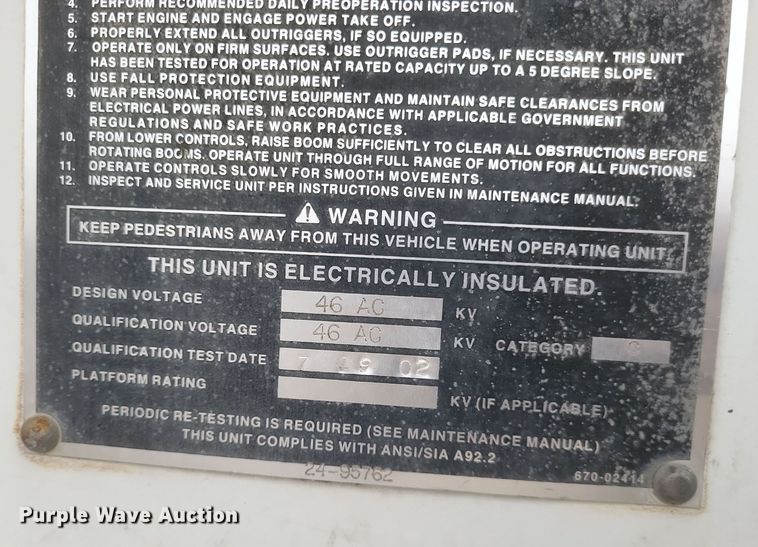 4. PERFORM RECOMMENDED DAILY PREOPERATION INSPECTION.
5. START ENGINE AND ENGAGE POWER TAKE OFF.
6. PROPERLY EXTEND ALL OUTRIGGERS, IF SO EQUIPPED.
7. OPERATE ONLY ON FIRM SURFACES. USE OUTRIGGER PADS, IF NECESSARY. THIS UNIT
HAS BEEN TESTED FOR OPERATION AT RATED CAPACITY UP TO A 5 DEGREE SLOPE.
8. USE FALL PROTECTION EQUIPMENT.
9. WEAR PERSONAL PROTECTIVE EQUIPMENT AND MAINTAIN SAFE CLEARANCES FROM
ELECTRICAL POWER LINES, IN ACCORDANCE WITH APPLICABLE GOVERNMENT
REGULATIONS AND SAFE WORK PRACTICES.
10. FROM LOWER CONTROLS, RAISE BOOM SUFFICIENTLY TO CLEAR ALL OBSTRUCTIONS BEFORE
ROTATING BOOMS. OPERATE UNIT THROUGH FULL RANGE OF MOTION FOR ALL FUNCTIONS.
11. OPERATE CONTROLS SLOWLY FOR SMOOTH MOVEMENTS.
12. INSPECT AND SERVICE UNIT PER INSTRUCTIONS GIVEN IN MAINTENANCE MANUAL.
WARNING
KEEP PEDESTRIANS AWAY FROM THIS VEHICLE WHEN OPERATING UNIT.
THIS UNIT IS ELECTRICALLY INSULATED.
DESIGN VOLTAGE 46 AC KV
QUALIFICATION VOLTAGE 46 AC KV CATEGORY
QUALIFICATION TEST DATE 7 02
PLATFORM RATING KV (IF APPLICABLE)
PERIODIC RE-TESTING IS REQUIRED (SEE MAINTENANCE MANUAL)
THIS UNIT COMPLIES WITH ANSI/SIA A92.2
24-95762
670-02414
Purple Wave Auction